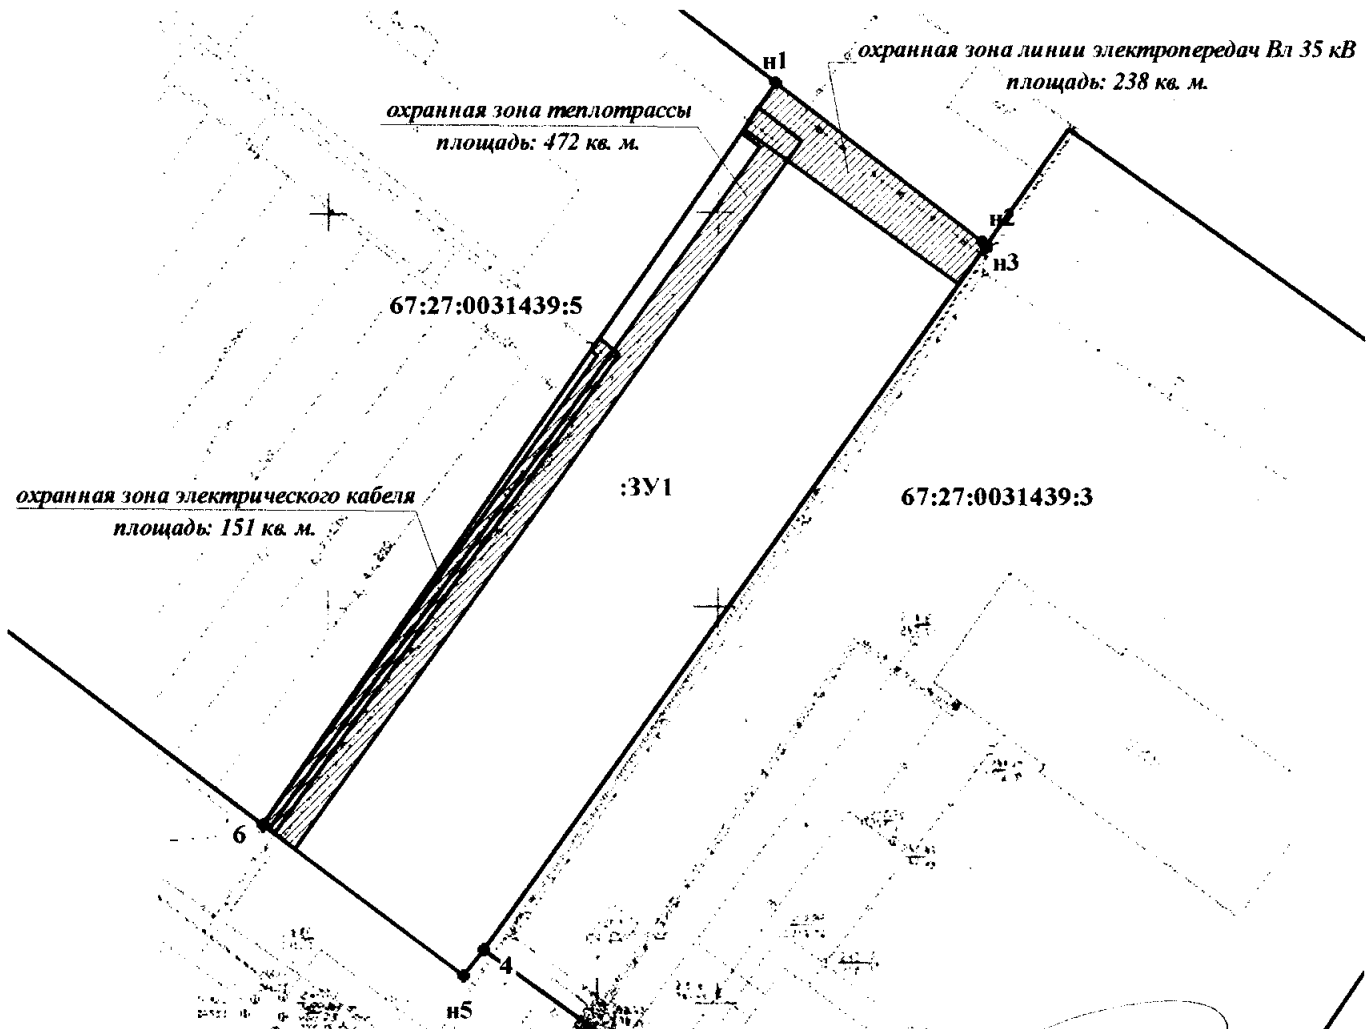 н1
охранная зона линии электропередач Вл 35 кВ
площадь: 238 кв. м.
охранная зона теплотрассы
площадь: 472 кв. м.
н2
н3
67:27:0031439:5
:ЗУ1
67:27:0031439:3
охранная зона электрического кабеля
площадь: 151 кв. м.
6
4
н5